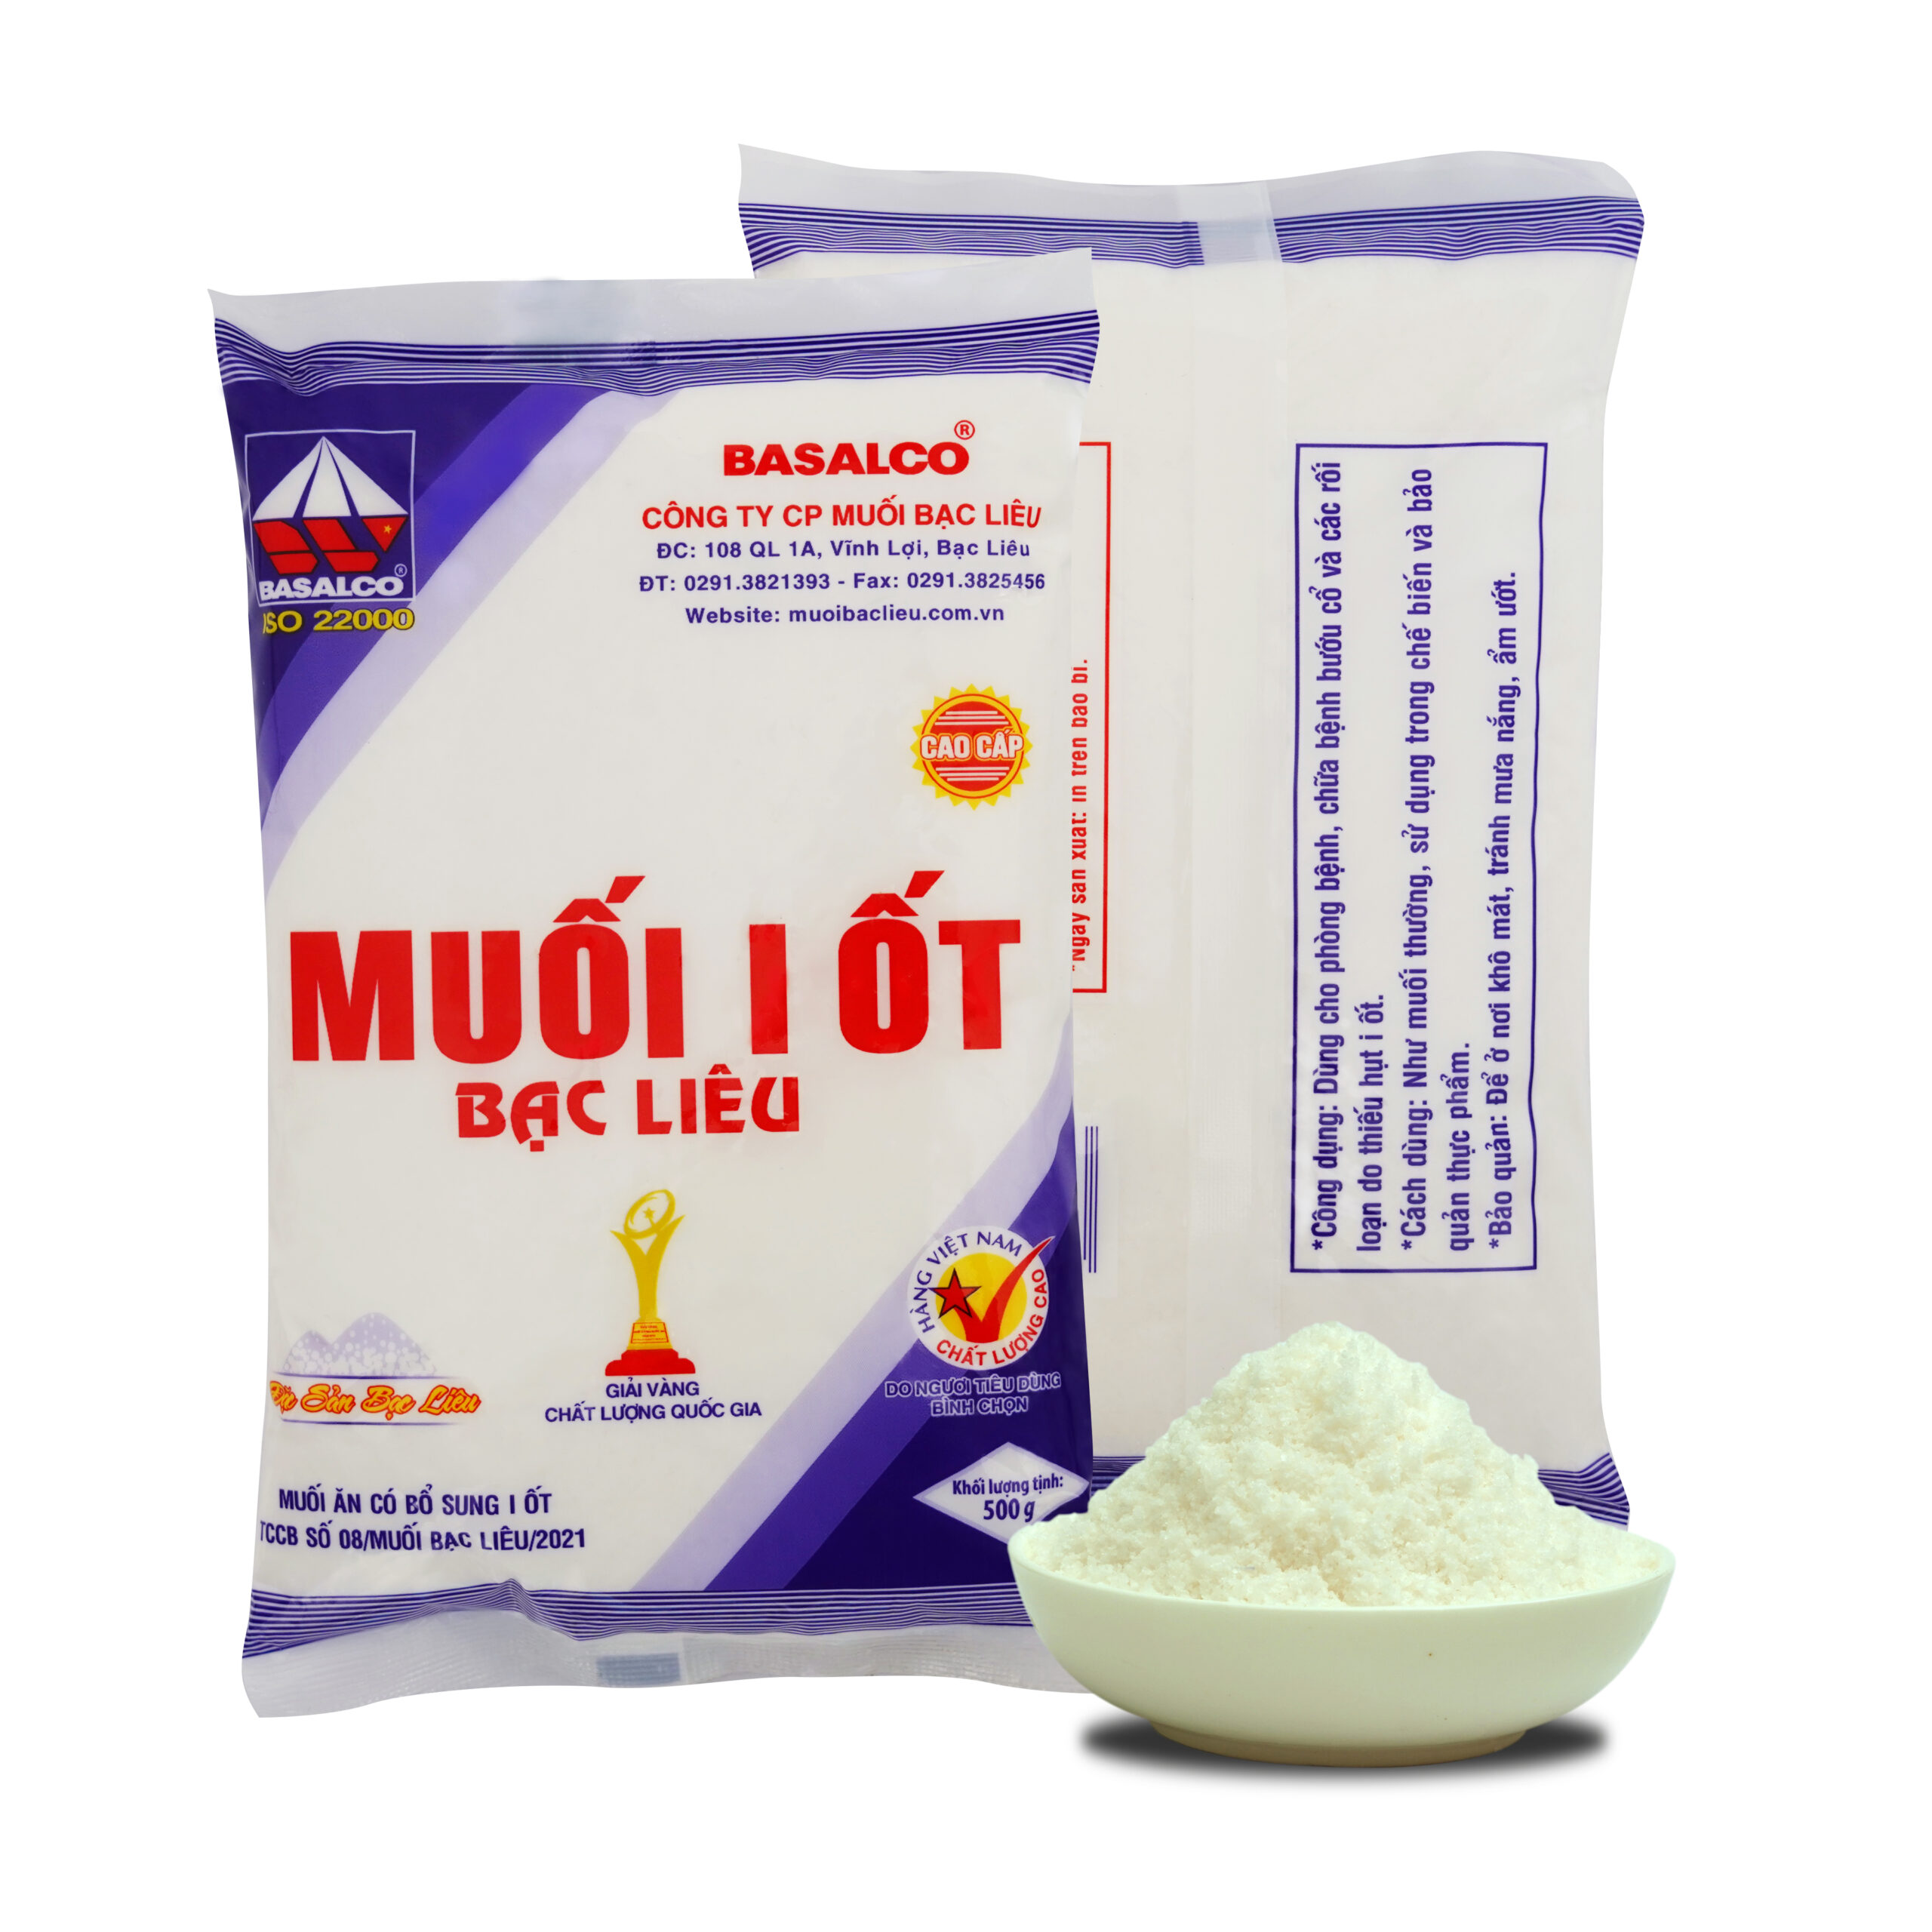 BASALCO®
ISO 22000
BASALCO®
CÔNG TY CP MUỐI BẠC LIÊU
ĐC: 108 QL 1A, Vĩnh Lợi, Bạc Liêu
ĐT: 0291.3821393 - Fax: 0291.3825456
Website: muoibaclieu.com.vn
CAO CẤP
MUỐI I ỐT
BẠC LIÊU
Đặc Sản Bạc Liêu
GIẢI VÀNG
CHẤT LƯỢNG QUỐC GIA
HÀNG VIỆT NAM
CHẤT LƯỢNG CAO
DO NGƯỜI TIÊU DÙNG
BÌNH CHỌN
MUỐI ĂN CÓ BỔ SUNG I ỐT
TCCB SỐ 08/MUỐI BẠC LIÊU/2021
Khối lượng tịnh:
500 g
*Ngày sản xuất: in trên bao bì.
*Công dụng: Dùng cho phòng bệnh, chữa bệnh bướu cổ và các rối
loạn do thiếu hụt i ốt.
*Cách dùng: Như muối thường, sử dụng trong chế biến và bảo
quản thực phẩm.
*Bảo quản: Để ở nơi khô mát, tránh mưa nắng, ẩm ướt.